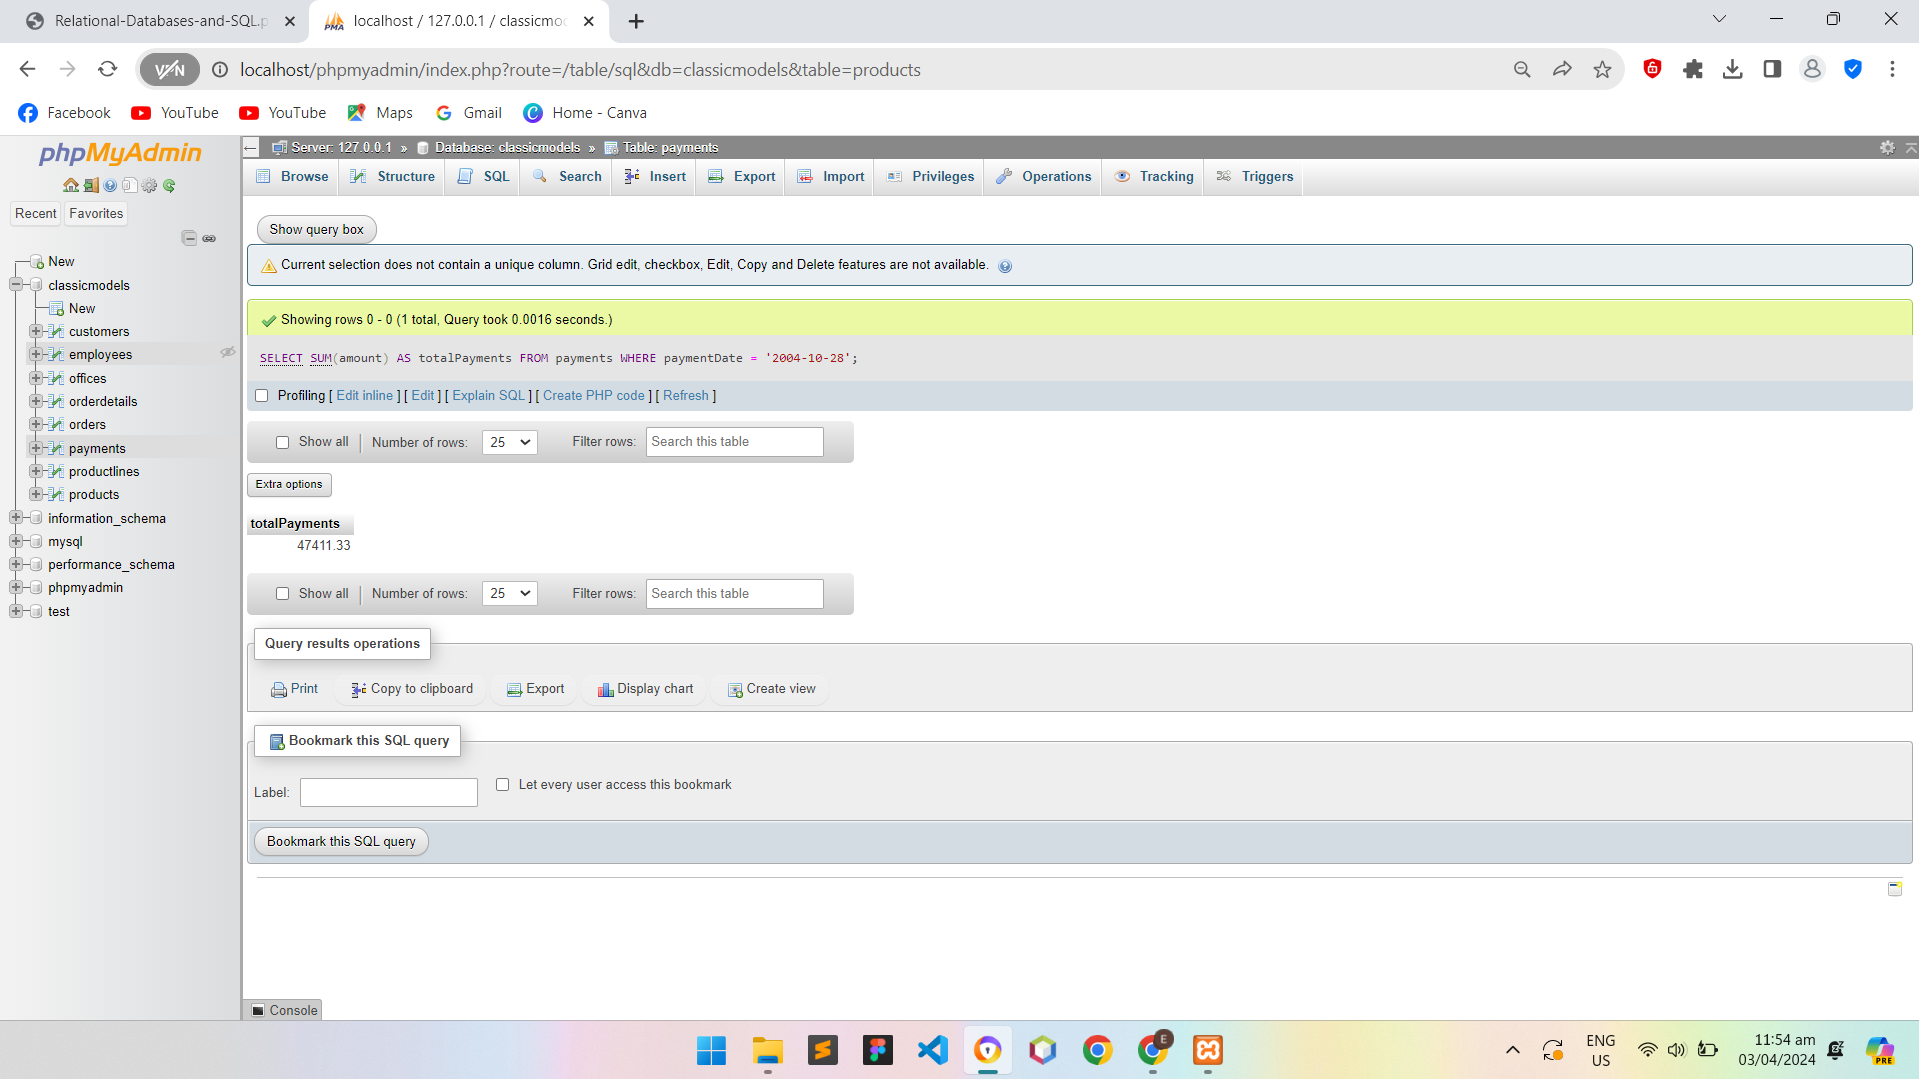 Relational-Databases-and-SQL.p
localhost / 127.0.0.1 / classicmo
VPN
localhost/phpmyadmin/index.php?route=/table/sql&db=classicmodels&table=products
Facebook
YouTube
YouTube
Maps
Gmail
Home - Canva
phpMyAdmin
Recent
Favorites
New
classicmodels
New
customers
employees
offices
orderdetails
orders
payments
productlines
products
information_schema
mysql
performance_schema
phpmyadmin
test
Server: 127.0.0.1 » Database: classicmodels » Table: payments
Browse
Structure
SQL
Search
Insert
Export
Import
Privileges
Operations
Tracking
Triggers
Show query box
Current selection does not contain a unique column. Grid edit, checkbox, Edit, Copy and Delete features are not available.
Showing rows 0 - 0 (1 total, Query took 0.0016 seconds.)
SELECT SUM(amount) AS totalPayments FROM payments WHERE paymentDate = '2004-10-28';
Profiling [ Edit inline ] [ Edit ] [ Explain SQL ] [ Create PHP code ] [ Refresh ]
Show all
Number of rows: 25
Filter rows: Search this table
Extra options
totalPayments
47411.33
Show all
Number of rows: 25
Filter rows: Search this table
Query results operations
Print
Copy to clipboard
Export
Display chart
Create view
Bookmark this SQL query
Label:
Let every user access this bookmark
Bookmark this SQL query
Console
E
ENG
US
11:54 am
03/04/2024
PRE